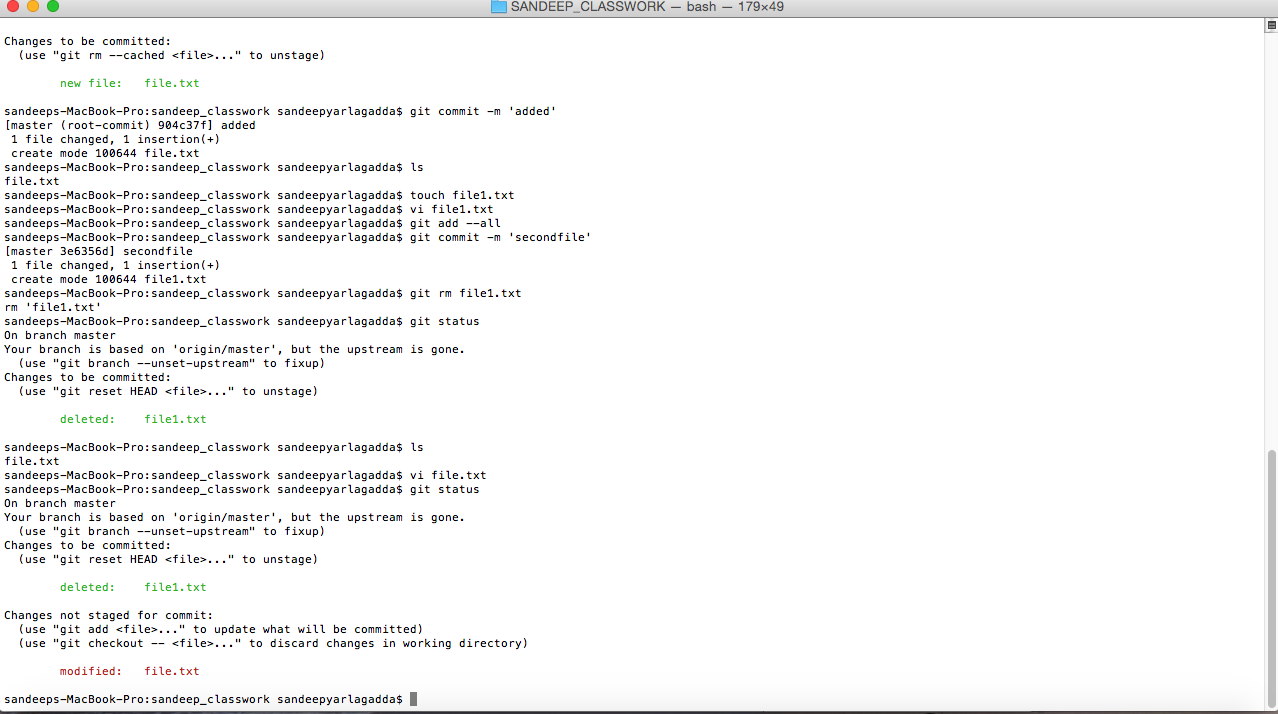 SANDEEP_CLASSWORK — bash — 179×49
Changes to be committed:
  (use "git rm --cached <file>..." to unstage)
        new file:   file.txt
sandeeps-MacBook-Pro:sandeep_classwork sandeepyarlagadda$ git commit -m 'added'
[master (root-commit) 904c37f] added
 1 file changed, 1 insertion(+)
 create mode 100644 file.txt
sandeeps-MacBook-Pro:sandeep_classwork sandeepyarlagadda$ ls
file.txt
sandeeps-MacBook-Pro:sandeep_classwork sandeepyarlagadda$ touch file1.txt
sandeeps-MacBook-Pro:sandeep_classwork sandeepyarlagadda$ vi file1.txt
sandeeps-MacBook-Pro:sandeep_classwork sandeepyarlagadda$ git add --all
sandeeps-MacBook-Pro:sandeep_classwork sandeepyarlagadda$ git commit -m 'secondfile'
[master 3e6356d] secondfile
 1 file changed, 1 insertion(+)
 create mode 100644 file1.txt
sandeeps-MacBook-Pro:sandeep_classwork sandeepyarlagadda$ git rm file1.txt
rm 'file1.txt'
sandeeps-MacBook-Pro:sandeep_classwork sandeepyarlagadda$ git status
On branch master
Your branch is based on 'origin/master', but the upstream is gone.
  (use "git branch --unset-upstream" to fixup)
Changes to be committed:
  (use "git reset HEAD <file>..." to unstage)
        deleted:    file1.txt
sandeeps-MacBook-Pro:sandeep_classwork sandeepyarlagadda$ ls
file.txt
sandeeps-MacBook-Pro:sandeep_classwork sandeepyarlagadda$ vi file.txt
sandeeps-MacBook-Pro:sandeep_classwork sandeepyarlagadda$ git status
On branch master
Your branch is based on 'origin/master', but the upstream is gone.
  (use "git branch --unset-upstream" to fixup)
Changes to be committed:
  (use "git reset HEAD <file>..." to unstage)
        deleted:    file1.txt
Changes not staged for commit:
  (use "git add <file>..." to update what will be committed)
  (use "git checkout -- <file>..." to discard changes in working directory)
        modified:   file.txt
sandeeps-MacBook-Pro:sandeep_classwork sandeepyarlagadda$